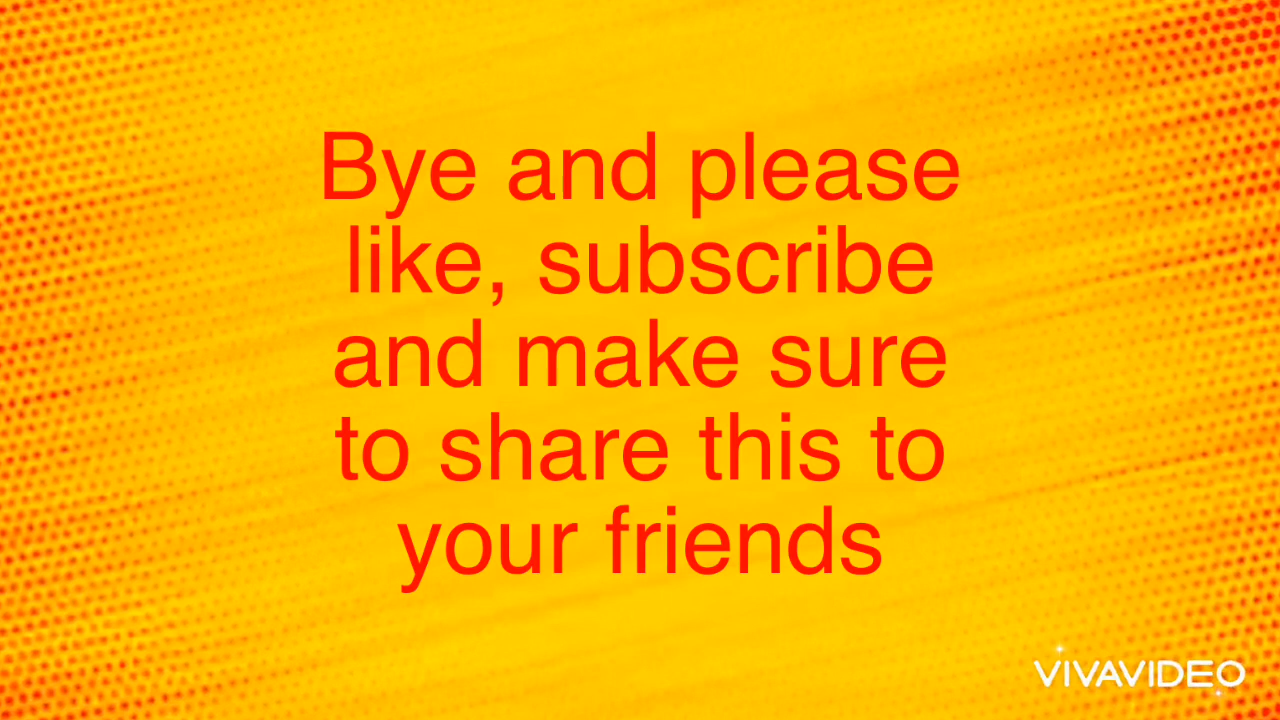 Bye and please
like, subscribe
and make sure
to share this to
your friends
VIVAVIDEO